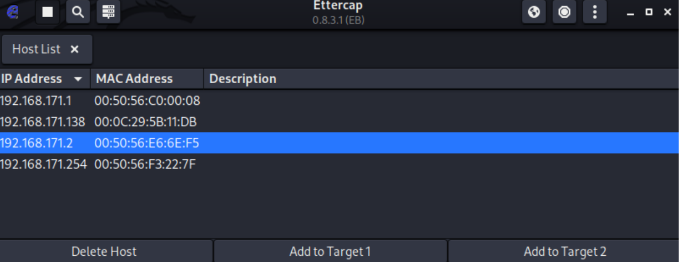 Ettercap
0.8.3.1 (EB)
Host List ×
IP Address MAC Address Description
192.168.171.1 00:50:56:C0:00:08
192.168.171.138 00:0C:29:5B:11:DB
192.168.171.2 00:50:56:E6:6E:F5
192.168.171.254 00:50:56:F3:22:7F
Delete Host Add to Target 1 Add to Target 2